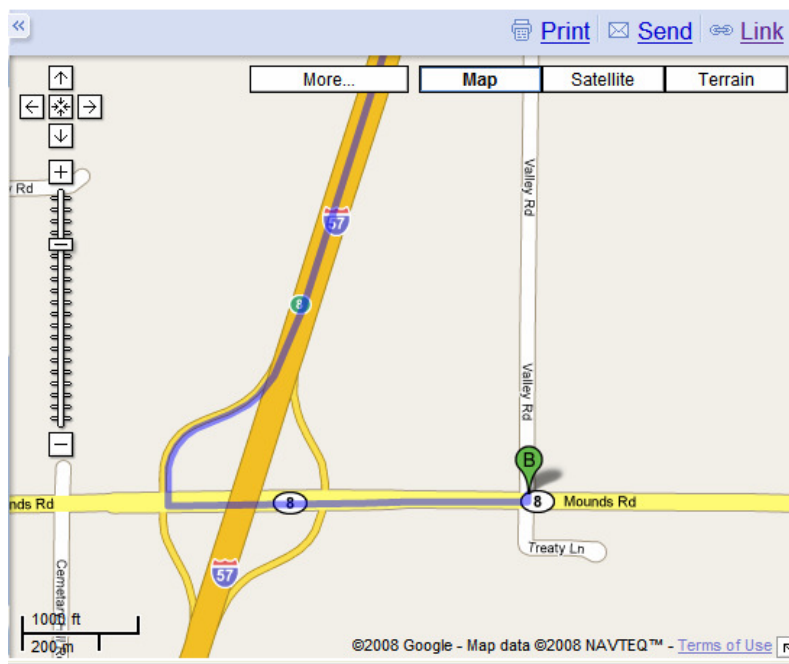 «
Print
Send
Link
More...
Map
Satellite
Terrain
Valley Rd
Rd
57
8
Valley Rd
B
nds Rd
8
8
Mounds Rd
Treaty Ln
57
1000 ft
200 m
©2008 Google - Map data ©2008 NAVTEQ™ - Terms of Use